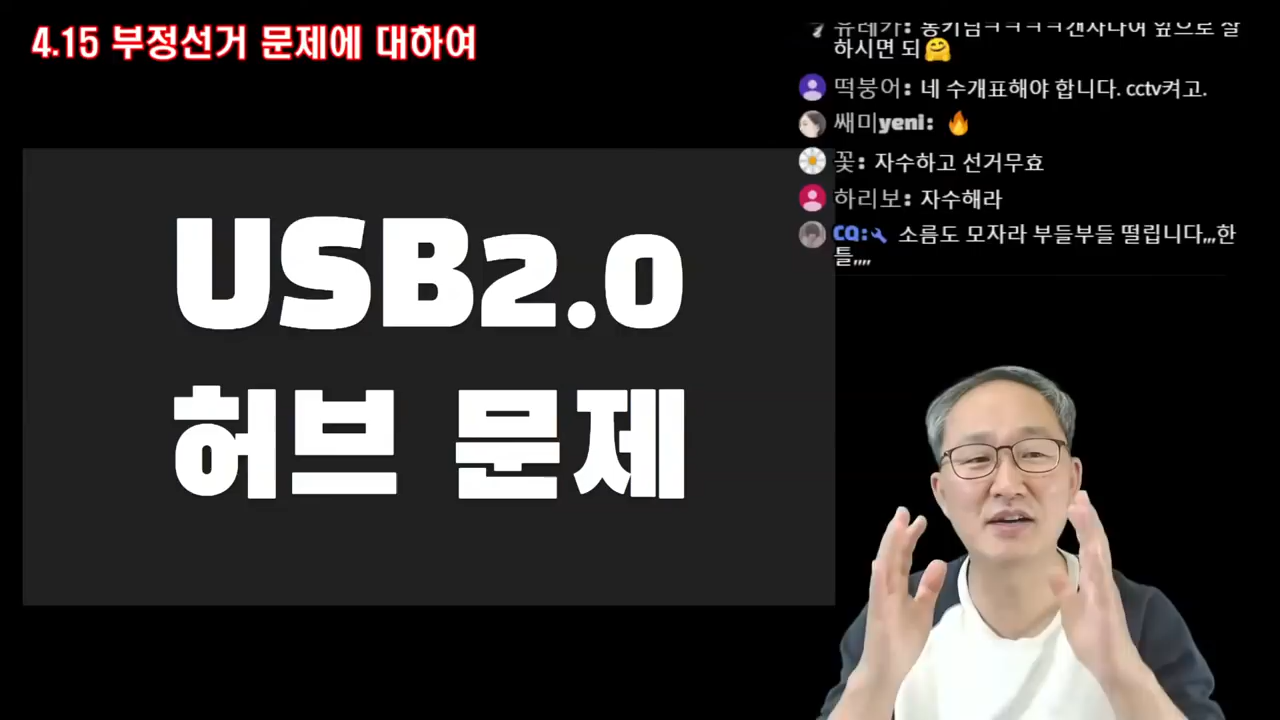 4.15 부정선거 문제에 대하여
하시면 되🤗
떡붕어: 네 수개표해야 합니다. cctv켜고.
쌔미yeni: 🔥
꽃: 자수하고 선거무효
하리보: 자수해라
CQ:🔧 소름도 모자라 부들부들 떨립니다,,,한
틀,,,,
USB2.0
허브 문제